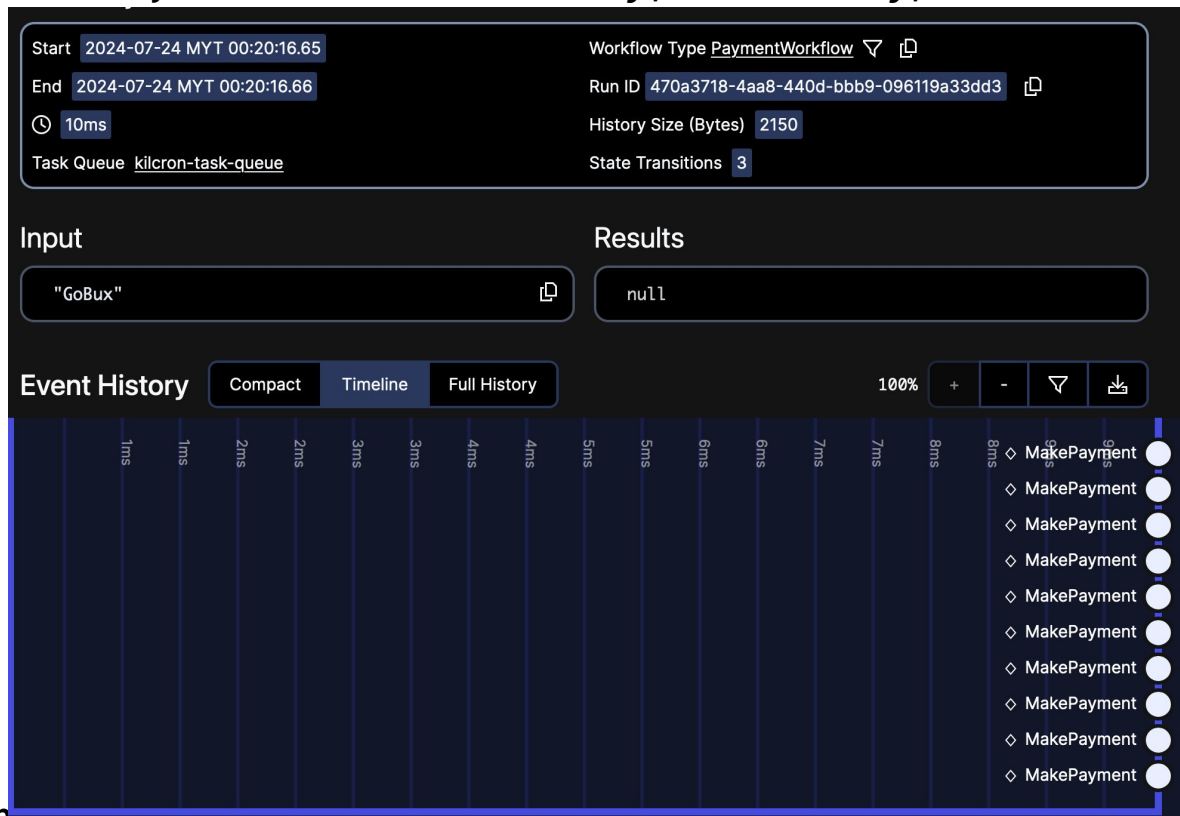 Start 2024-07-24 MYT 00:20:16.65
Workflow Type PaymentWorkflow
End 2024-07-24 MYT 00:20:16.66
Run ID 470a3718-4aa8-440d-bbb9-096119a33dd3
10ms
History Size (Bytes) 2150
Task Queue kilcron-task-queue
State Transitions 3
Input
Results
"GoBux"
null
Event History Compact Timeline Full History 100% + -
1ms 1ms 2ms 2ms 3ms 3ms 4ms 4ms 5ms 5ms 6ms 6ms 7ms 7ms 8ms 8ms 9ms 9ms
MakePayment
MakePayment
MakePayment
MakePayment
MakePayment
MakePayment
MakePayment
MakePayment
MakePayment
MakePayment